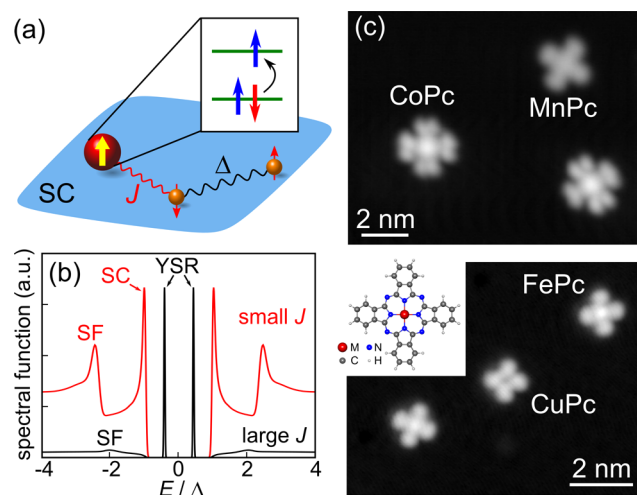 (a)
SC
J
Δ
(b)
spectral function (a.u.)
SC
YSR
SF
small J
SF
large J
-4 -2 0 2 4
E / Δ
(c)
CoPc
MnPc
2 nm
M N
C H
FePc
CuPc
2 nm